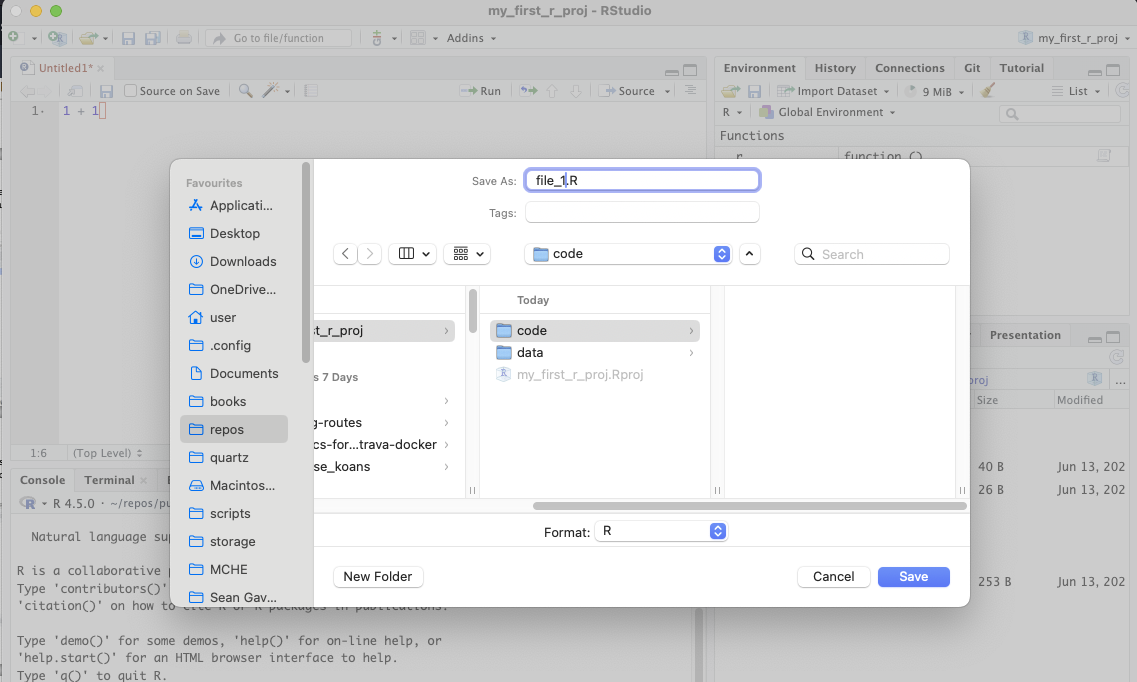 my_first_r_proj - RStudio
Go to file/function
Addins
my_first_r_proj
Untitled1*
Source on Save
Run
Source
1 1 + 1
1:6 (Top Level)
Environment History Connections Git Tutorial
Import Dataset 9 MiB List
R Global Environment
Functions
r function ()
Favourites
Applicati...
Desktop
Downloads
OneDrive...
user
.config
Documents
books
repos
quartz
Macintos...
scripts
storage
MCHE
Sean Gav...
Save As: file_1.R
Tags:
code
Search
st_r_proj
s 7 Days
g-routes
cs-for...trava-docker
se_koans
Today
code
data
my_first_r_proj.Rproj
Format: R
New Folder
Cancel
Save
Presentation
proj
...
Size Modified
40 B Jun 13, 202
26 B Jun 13, 202
253 B Jun 13, 202
Console Terminal
R 4.5.0 · ~/repos/pu
Natural language sup
R is a collaborative p
Type 'contributors()'
'citation()' on how to cite R or R packages in publications.
Type 'demo()' for some demos, 'help()' for on-line help, or
'help.start()' for an HTML browser interface to help.
Type 'q()' to quit R.